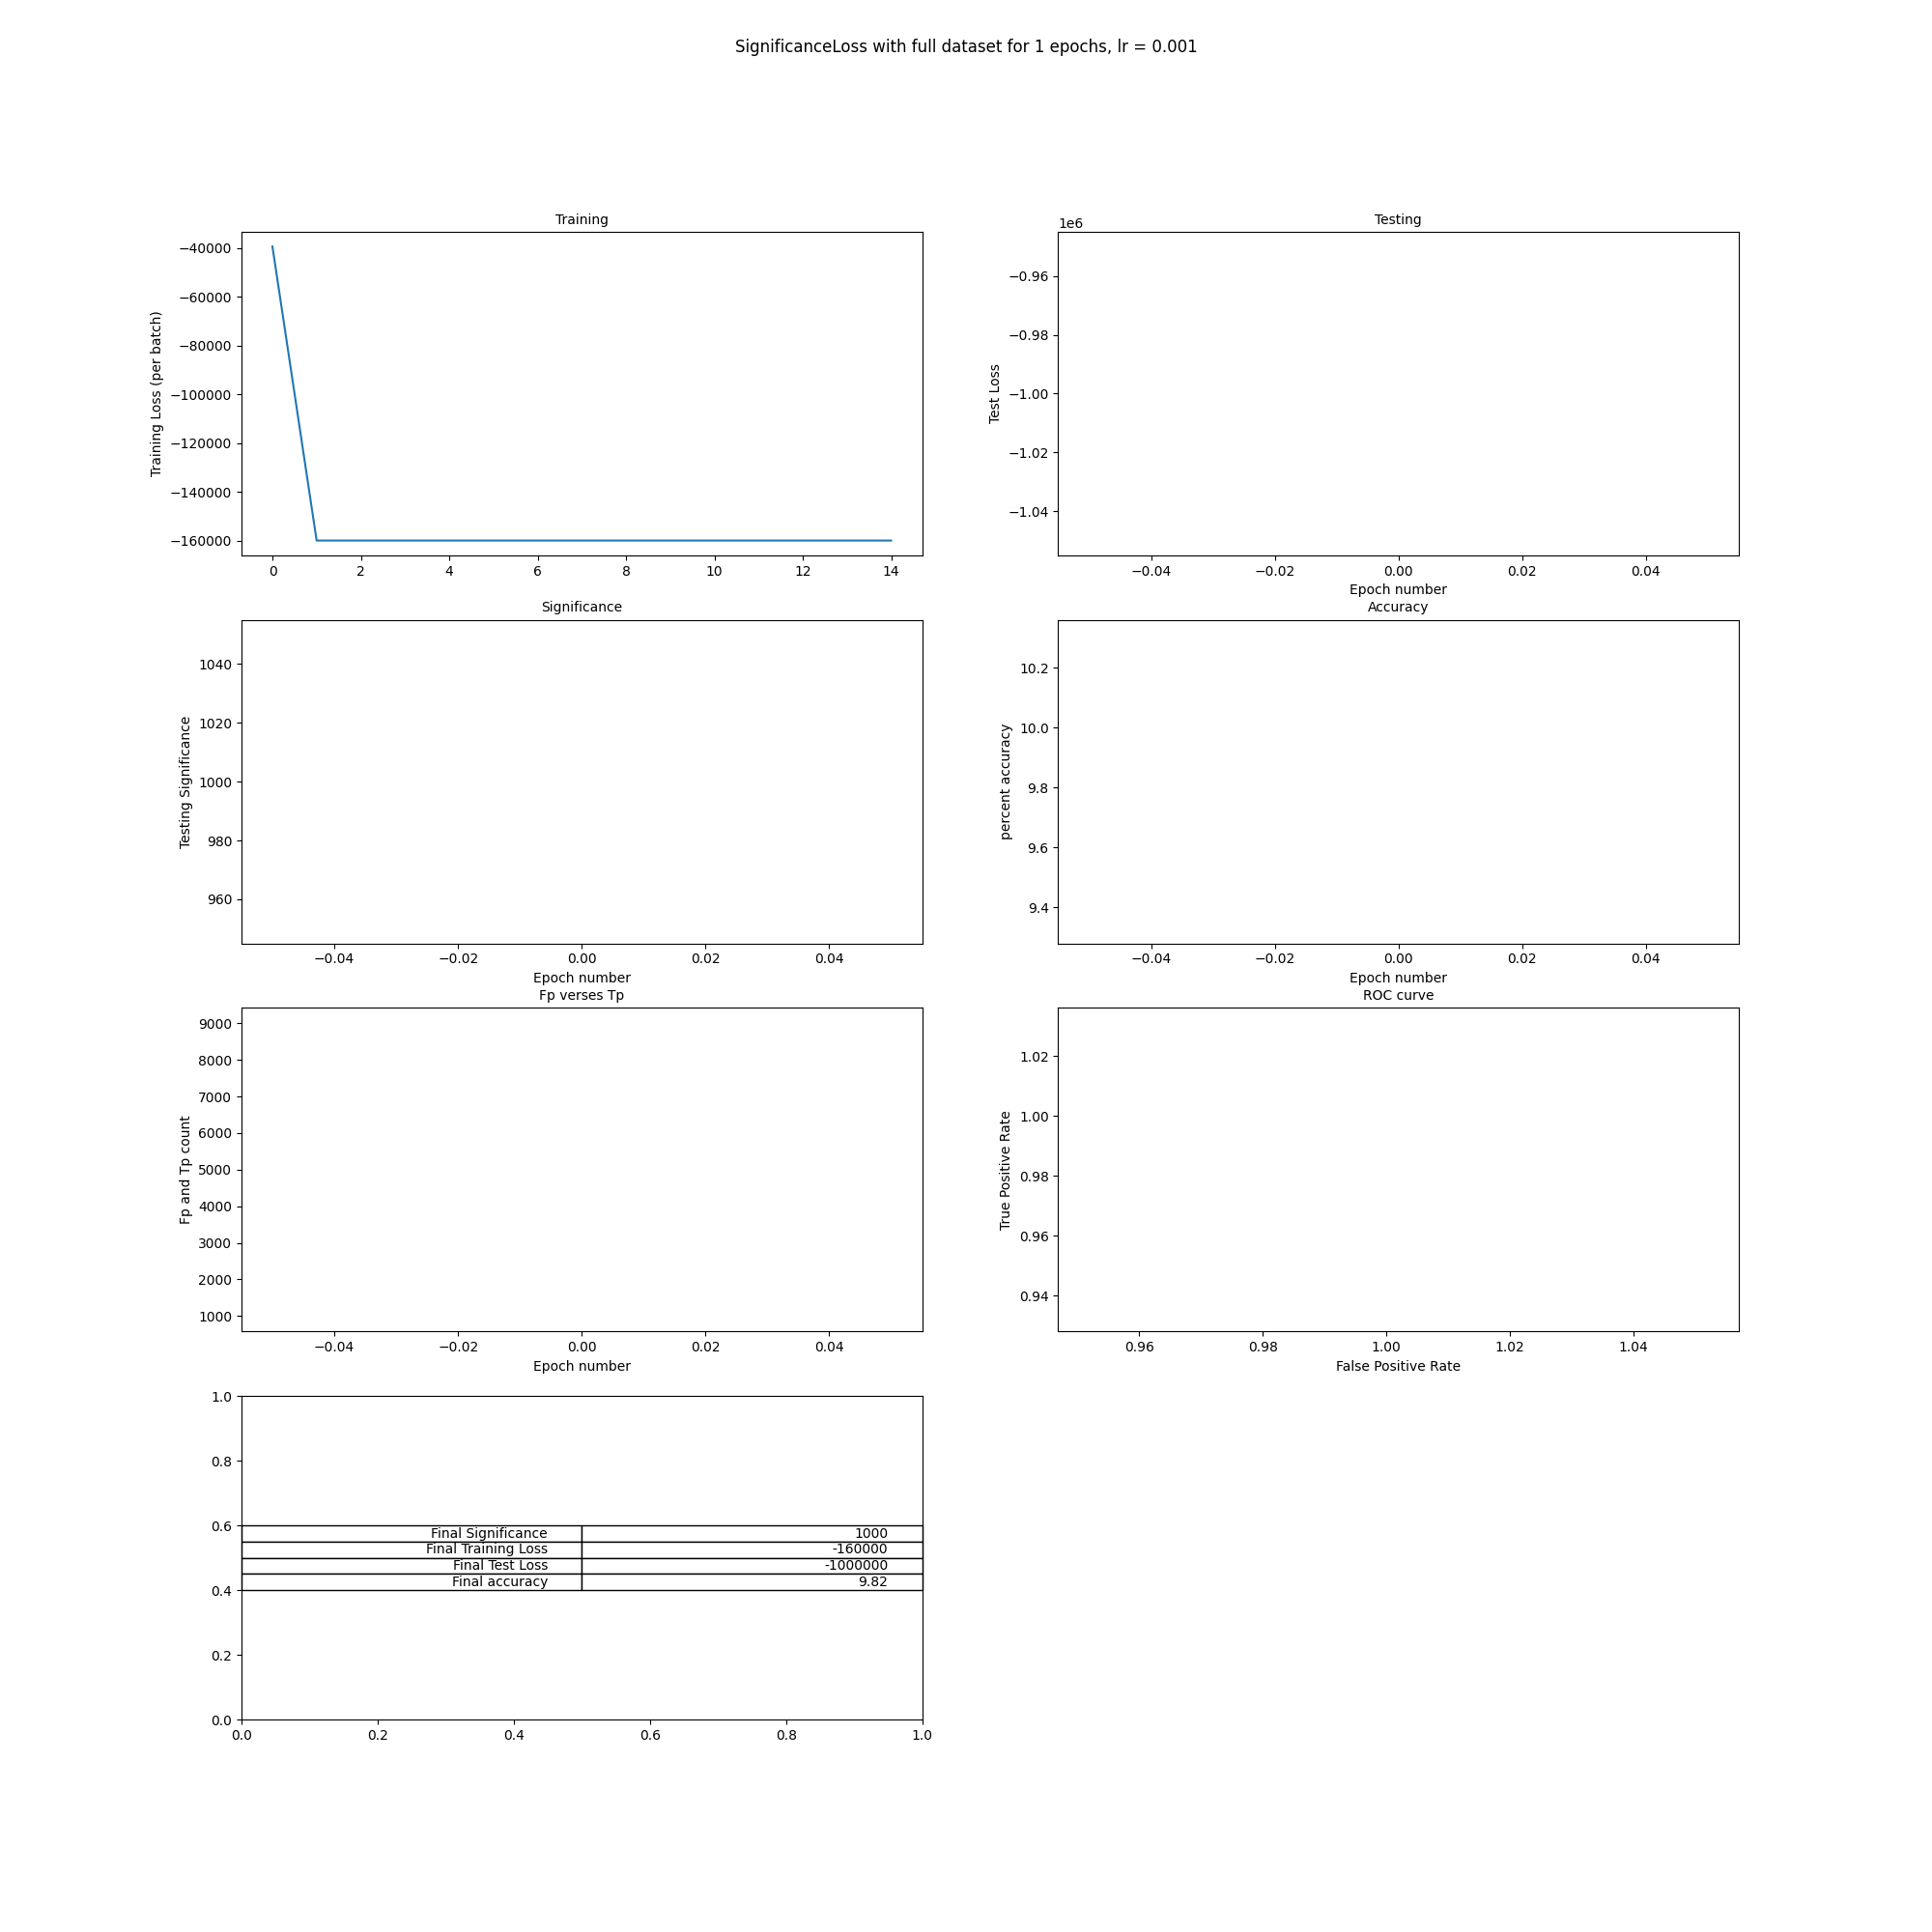 SignificanceLoss with full dataset for 1 epochs, lr = 0.001
Training
Training Loss (per batch)
−40000
−60000
−80000
−100000
−120000
−140000
−160000
0 2 4 6 8 10 12 14
Testing
1e6
Test Loss
−0.96
−0.98
−1.00
−1.02
−1.04
−0.04 −0.02 0.00 0.02 0.04
Epoch number
Significance
Testing Significance
1040
1020
1000
980
960
−0.04 −0.02 0.00 0.02 0.04
Epoch number
Accuracy
percent accuracy
10.2
10.0
9.8
9.6
9.4
−0.04 −0.02 0.00 0.02 0.04
Epoch number
Fp verses Tp
Fp and Tp count
9000
8000
7000
6000
5000
4000
3000
2000
1000
−0.04 −0.02 0.00 0.02 0.04
Epoch number
ROC curve
True Positive Rate
1.02
1.00
0.98
0.96
0.94
0.96 0.98 1.00 1.02 1.04
False Positive Rate
1.0
0.8
0.6
0.4
0.2
0.0
Final Significance 1000
Final Training Loss -160000
Final Test Loss -1000000
Final accuracy 9.82
0.0 0.2 0.4 0.6 0.8 1.0